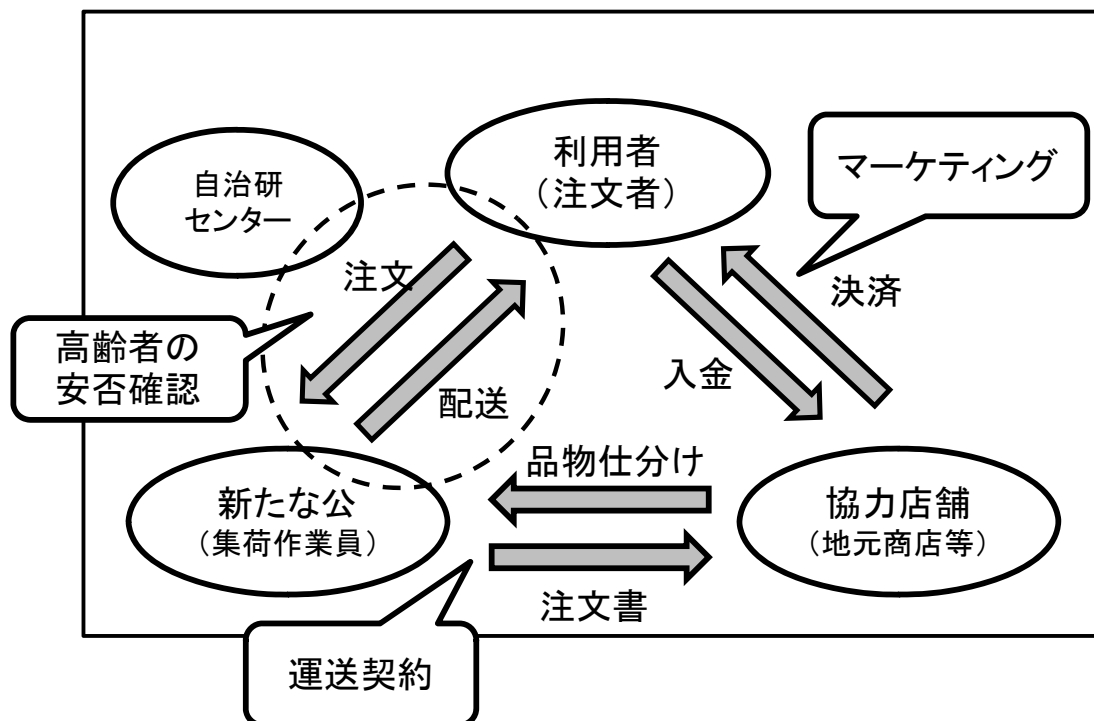 利用者
（注文者）
マーケティング
自治研
センター
注文
決済
高齢者の
安否確認
入金
配送
品物仕分け
新たな公
（集荷作業員）
協力店舗
（地元商店等）
注文書
運送契約